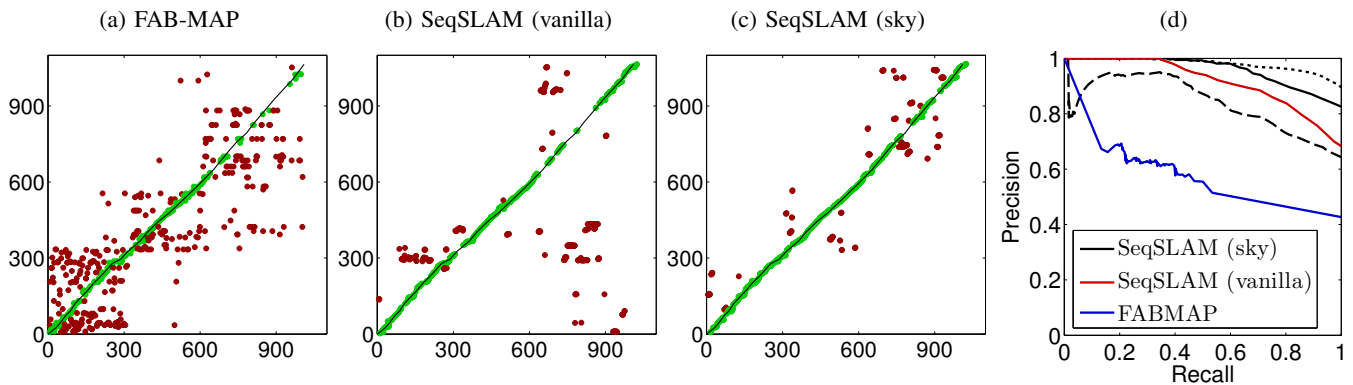 (a) FAB-MAP
900
600
300
0
0 300 600 900
(b) SeqSLAM (vanilla)
900
600
300
0
0 300 600 900
(c) SeqSLAM (sky)
900
600
300
0
0 300 600 900
(d)
Precision
1
0.8
0.6
0.4
0.2
0
SeqSLAM (sky)
SeqSLAM (vanilla)
FABMAP
0 0.2 0.4 0.6 0.8 1
Recall